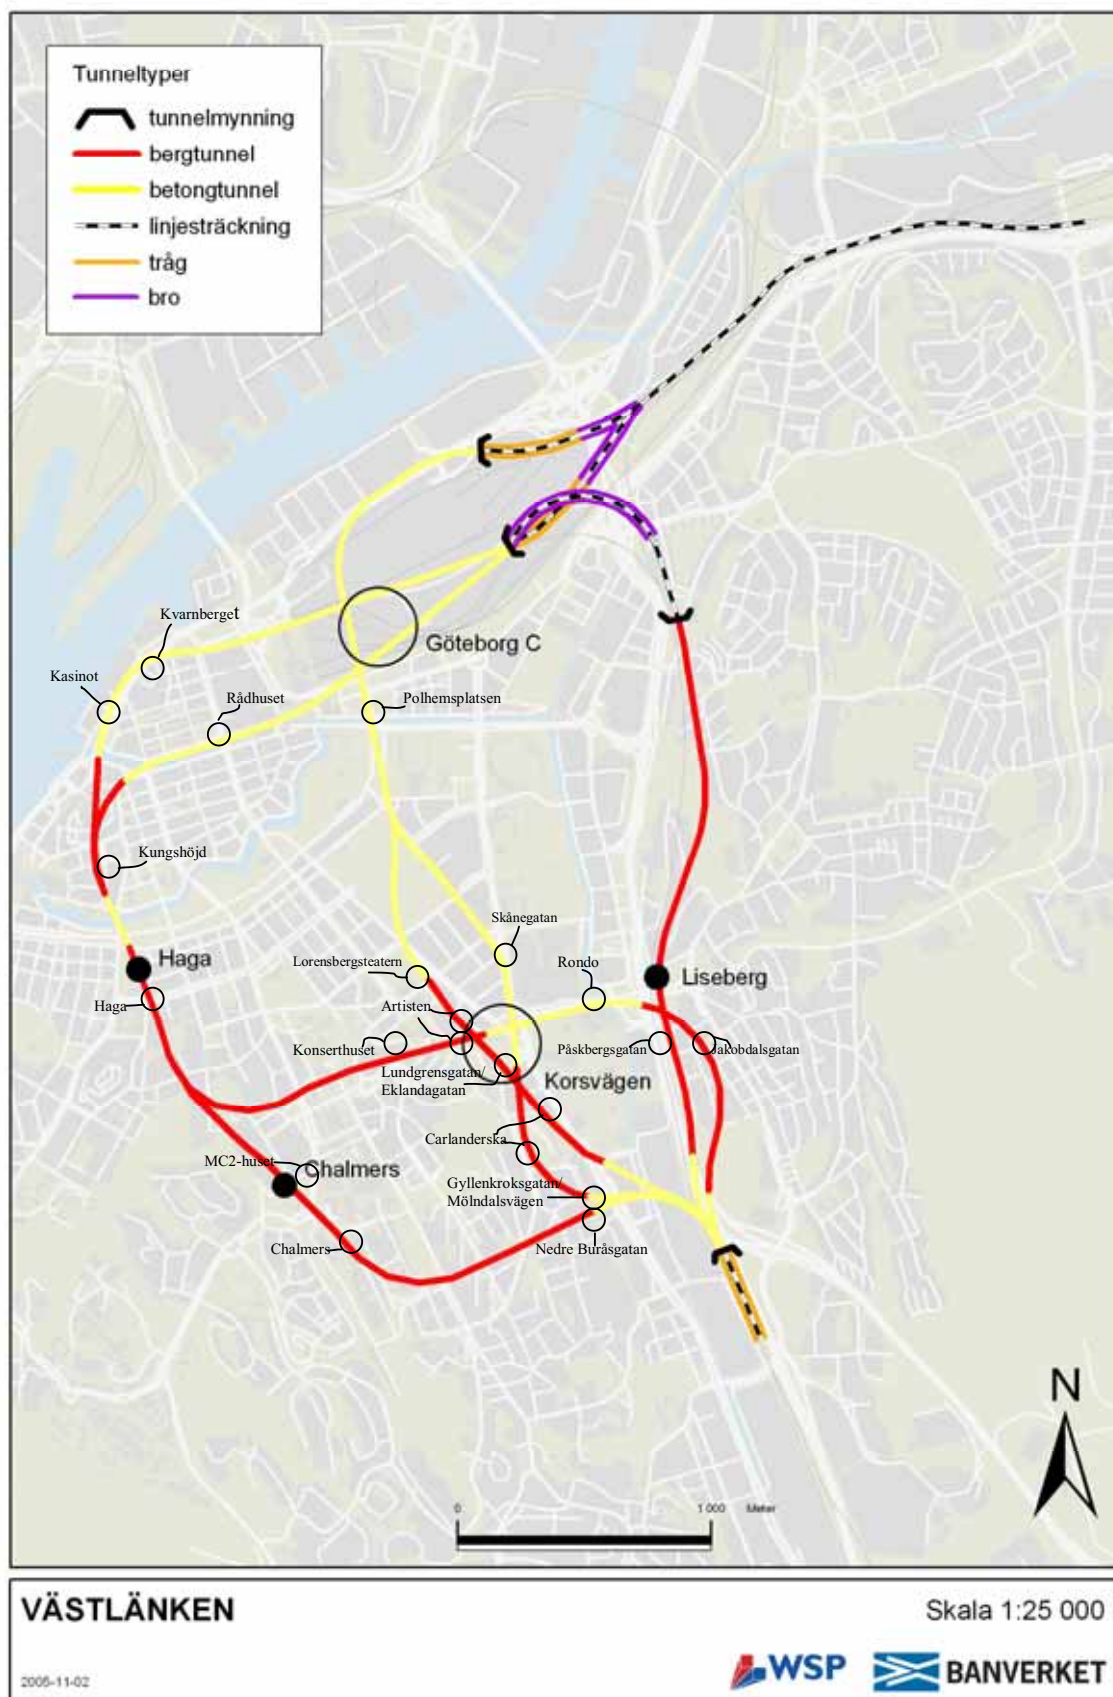 Tunneltyper
tunnelmynning
bergtunnel
betongtunnel
linjesträckning
tråg
bro
Kvarnberget
Göteborg C
Kasinot
Rådhuset
Polhemsplatsen
Kungshöjd
Skånegatan
Haga
Lorensbergsteatern
Rondo
Liseberg
Haga
Artisten
Konserthuset
Påskbergsgatan
Jakobdalsgatan
Lundgrensgatan/
Eklandagatan
Korsvägen
Carlanderska
MC2-huset
Chalmers
Gyllenkroksgatan/
Mölndalsvägen
Chalmers
Nedre Buråsgatan
N
0 1 000 Meter
VÄSTLÄNKEN
Skala 1:25 000
2005-11-02
WSP
BANVERKET